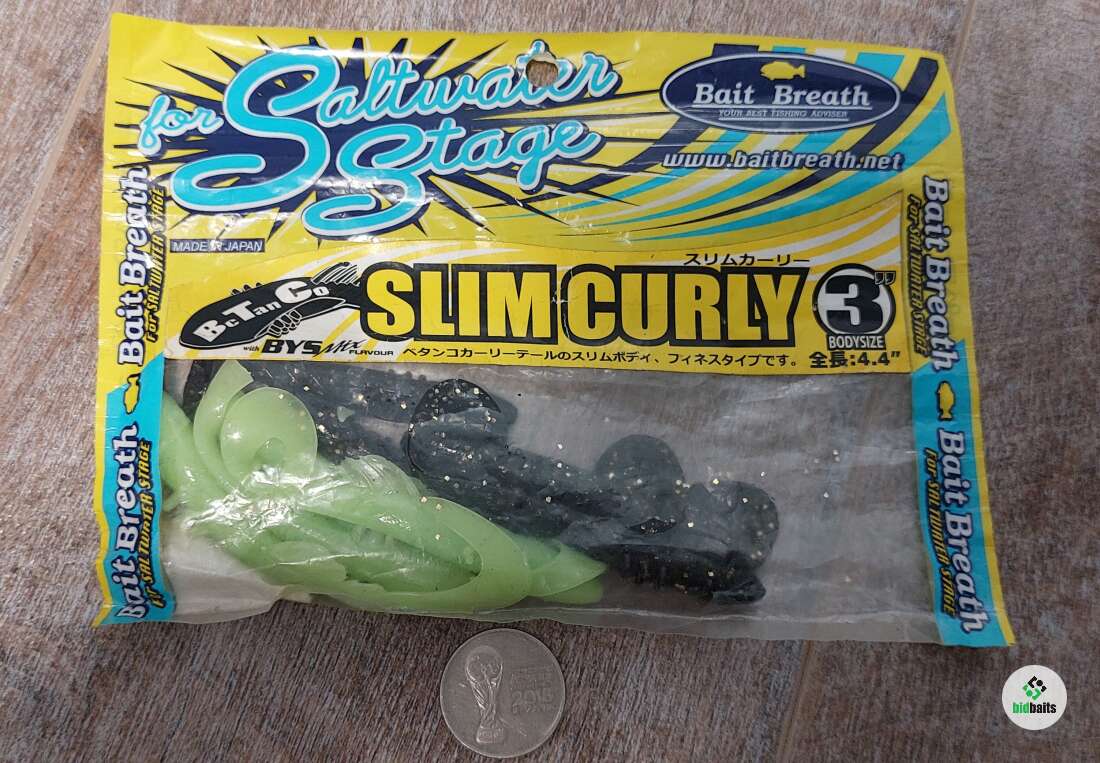 for Saltwater
Stage
Bait Breath
YOUR BEST FISHING ADVISER
www.baitbreath.net
MADE IN JAPAN
スリムカーリー
BeTanCo
SLIM CURLY
3"
BODYSIZE
with BYS Mix
FLAVOUR
ベタンコカーリーテールのスリムボディ、フィネスタイプです。
全長:4.4"
Bait Breath
For SALTWATER STAGE
Bait Breath
For SALTWATER STAGE
Bait Breath
For SALTWATER STAGE
Bait Breath
For SALTWATER STAGE
bidbaits